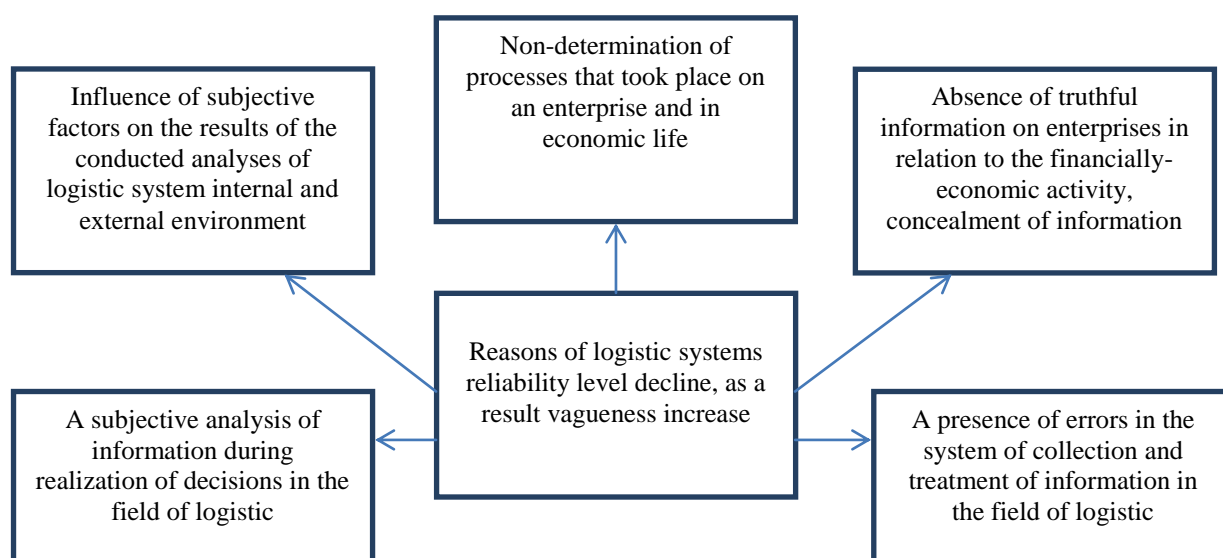 Non-determination of
processes that took place on
an enterprise and in
economic life
Influence of subjective
factors on the results of the
conducted analyses of
logistic system internal and
external environment
Absence of truthful
information on enterprises in
relation to the financially-
economic activity,
concealment of information
Reasons of logistic systems
reliability level decline, as a
result vagueness increase
A subjective analysis of
information during
realization of decisions in the
field of logistic
A presence of errors in the
system of collection and
treatment of information in
the field of logistic